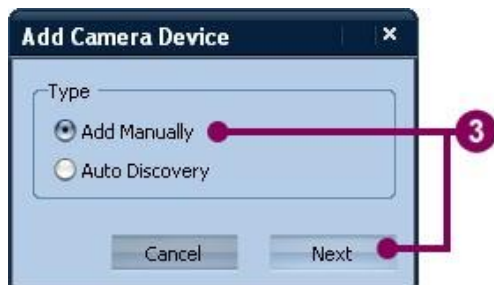 Add Camera Device ×
Type
Add Manually
3
Auto Discovery
Cancel Next